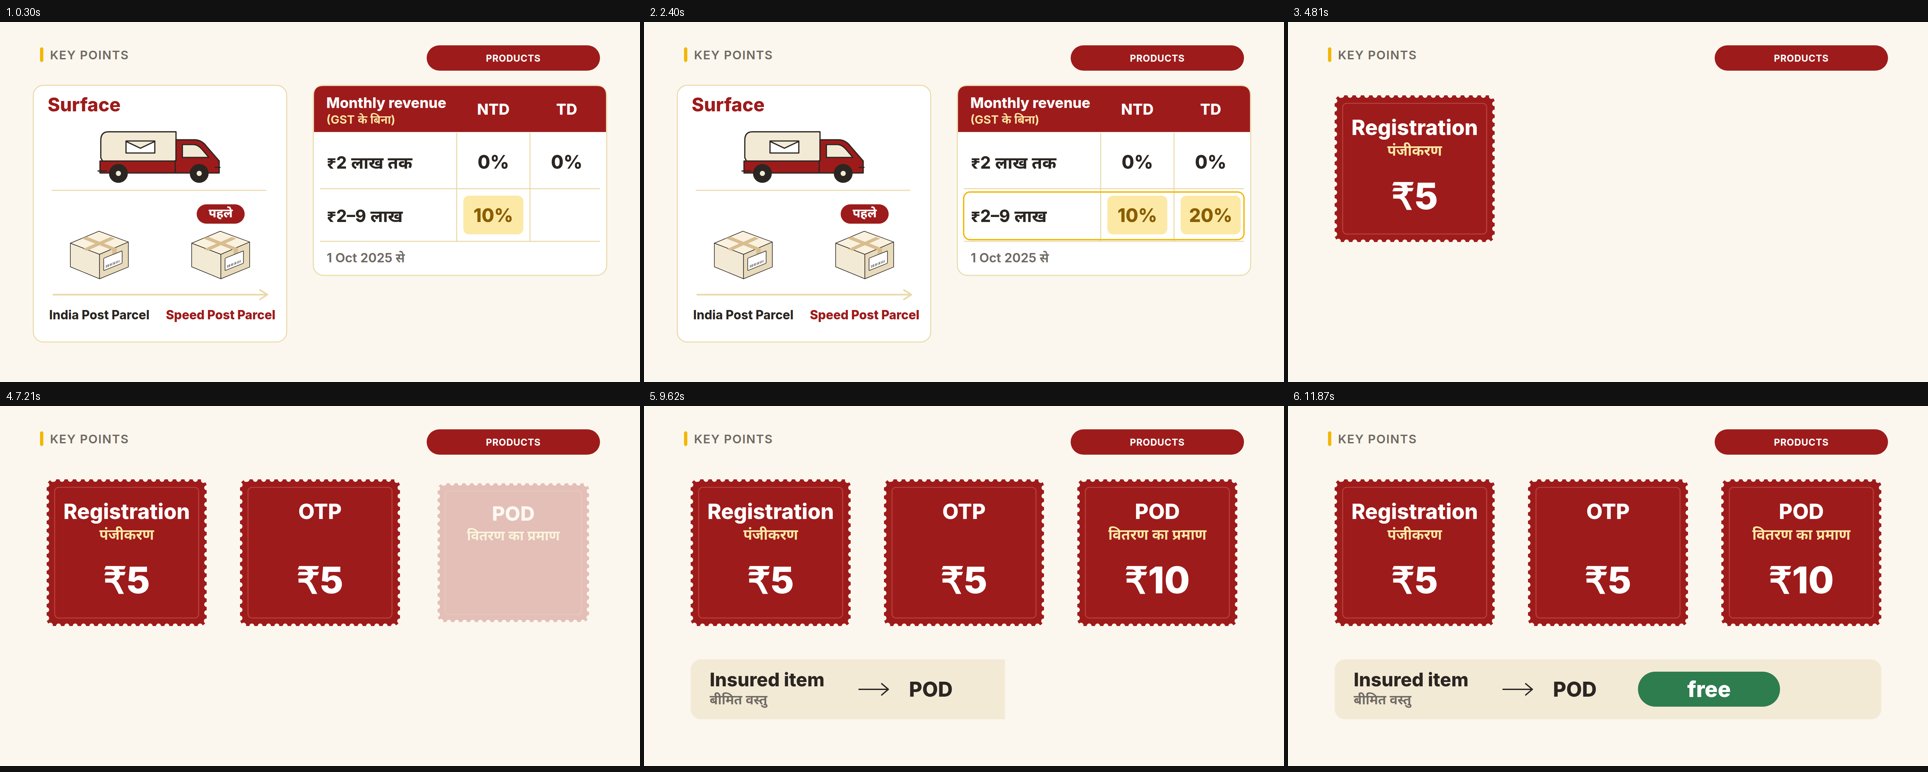 1. 0.30s
KEY POINTS
PRODUCTS
Surface
पहले
India Post Parcel
Speed Post Parcel
Monthly revenue NTD TD
(GST के बिना)
₹2 लाख तक 0% 0%
₹2–9 लाख 10%
1 Oct 2025 से
2. 2.40s
KEY POINTS
PRODUCTS
Surface
पहले
India Post Parcel
Speed Post Parcel
Monthly revenue NTD TD
(GST के बिना)
₹2 लाख तक 0% 0%
₹2–9 लाख 10% 20%
1 Oct 2025 से
3. 4.81s
KEY POINTS
PRODUCTS
Registration
पंजीकरण
₹5
4. 7.21s
KEY POINTS
PRODUCTS
Registration
पंजीकरण
₹5
OTP
₹5
POD
वितरण का प्रमाण
5. 9.62s
KEY POINTS
PRODUCTS
Registration
पंजीकरण
₹5
OTP
₹5
POD
वितरण का प्रमाण
₹10
Insured item → POD
बीमित वस्तु
6. 11.87s
KEY POINTS
PRODUCTS
Registration
पंजीकरण
₹5
OTP
₹5
POD
वितरण का प्रमाण
₹10
Insured item → POD free
बीमित वस्तु